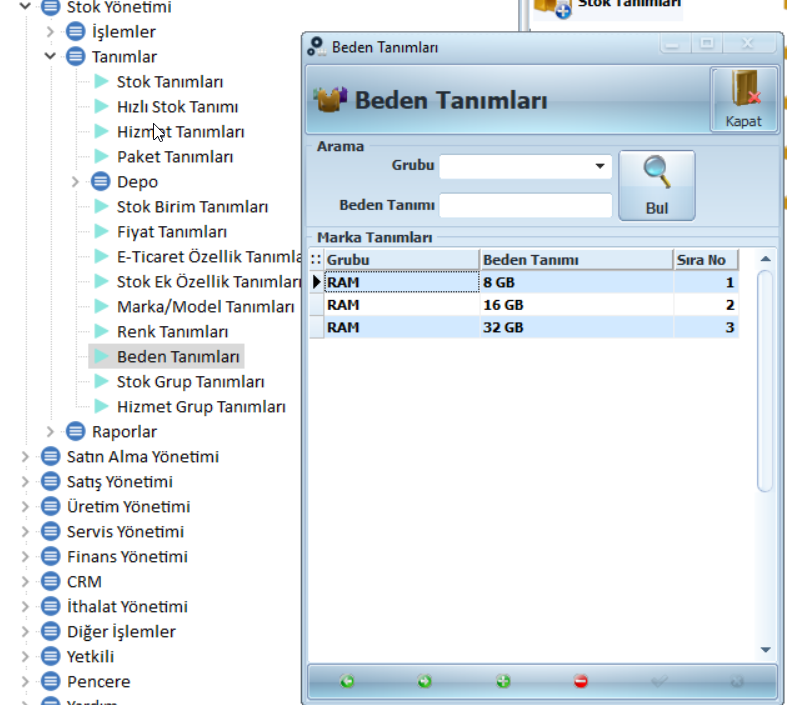 Stok Yönetimi
İşlemler
Tanımlar
Stok Tanımları
Hızlı Stok Tanımı
Hizmet Tanımları
Paket Tanımları
Depo
Stok Birim Tanımları
Fiyat Tanımları
E-Ticaret Özellik Tanımla
Stok Ek Özellik Tanımları
Marka/Model Tanımları
Renk Tanımları
Beden Tanımları
Stok Grup Tanımları
Hizmet Grup Tanımları
Raporlar
Satın Alma Yönetimi
Satış Yönetimi
Üretim Yönetimi
Servis Yönetimi
Finans Yönetimi
CRM
İthalat Yönetimi
Diğer İşlemler
Yetkili
Pencere
Yardım
Stok Tanımları
Beden Tanımları
Beden Tanımları
Kapat
Arama
Grubu
Beden Tanımı
Bul
Marka Tanımları
Grubu Beden Tanımı Sıra No
RAM 8 GB 1
RAM 16 GB 2
RAM 32 GB 3